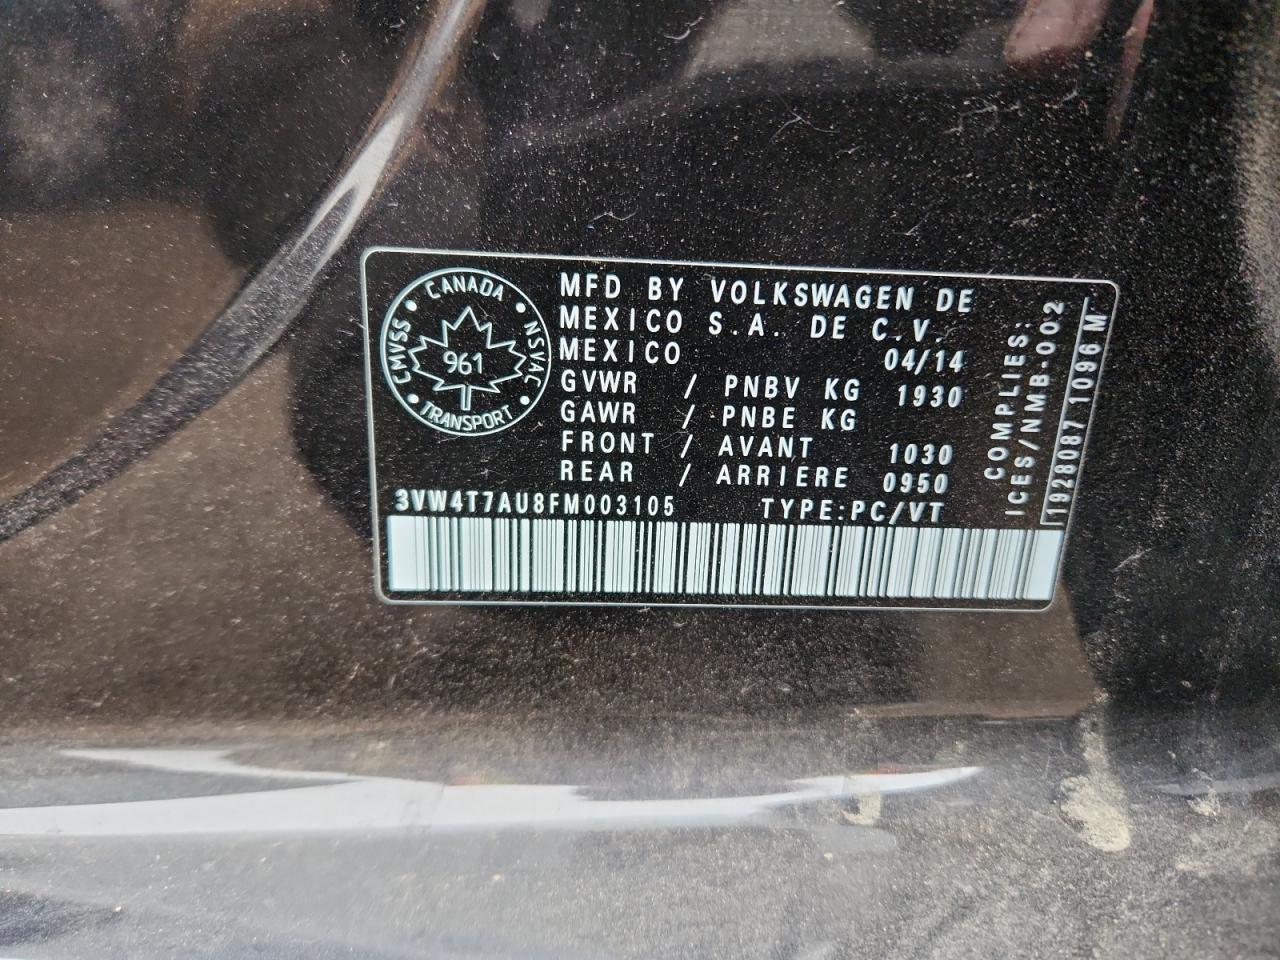 CANADA
CMVSS
NSVAC
961
TRANSPORT
MFD BY VOLKSWAGEN DE
MEXICO S.A. DE C.V.
MEXICO 04/14
GVWR / PNBV KG 1930
GAWR / PNBE KG
FRONT / AVANT 1030
REAR / ARRIERE 0950
3VW4T7AU8FM003105 TYPE:PC/VT
COMPLIES:
ICES/NMB-002
1928087 1096 M